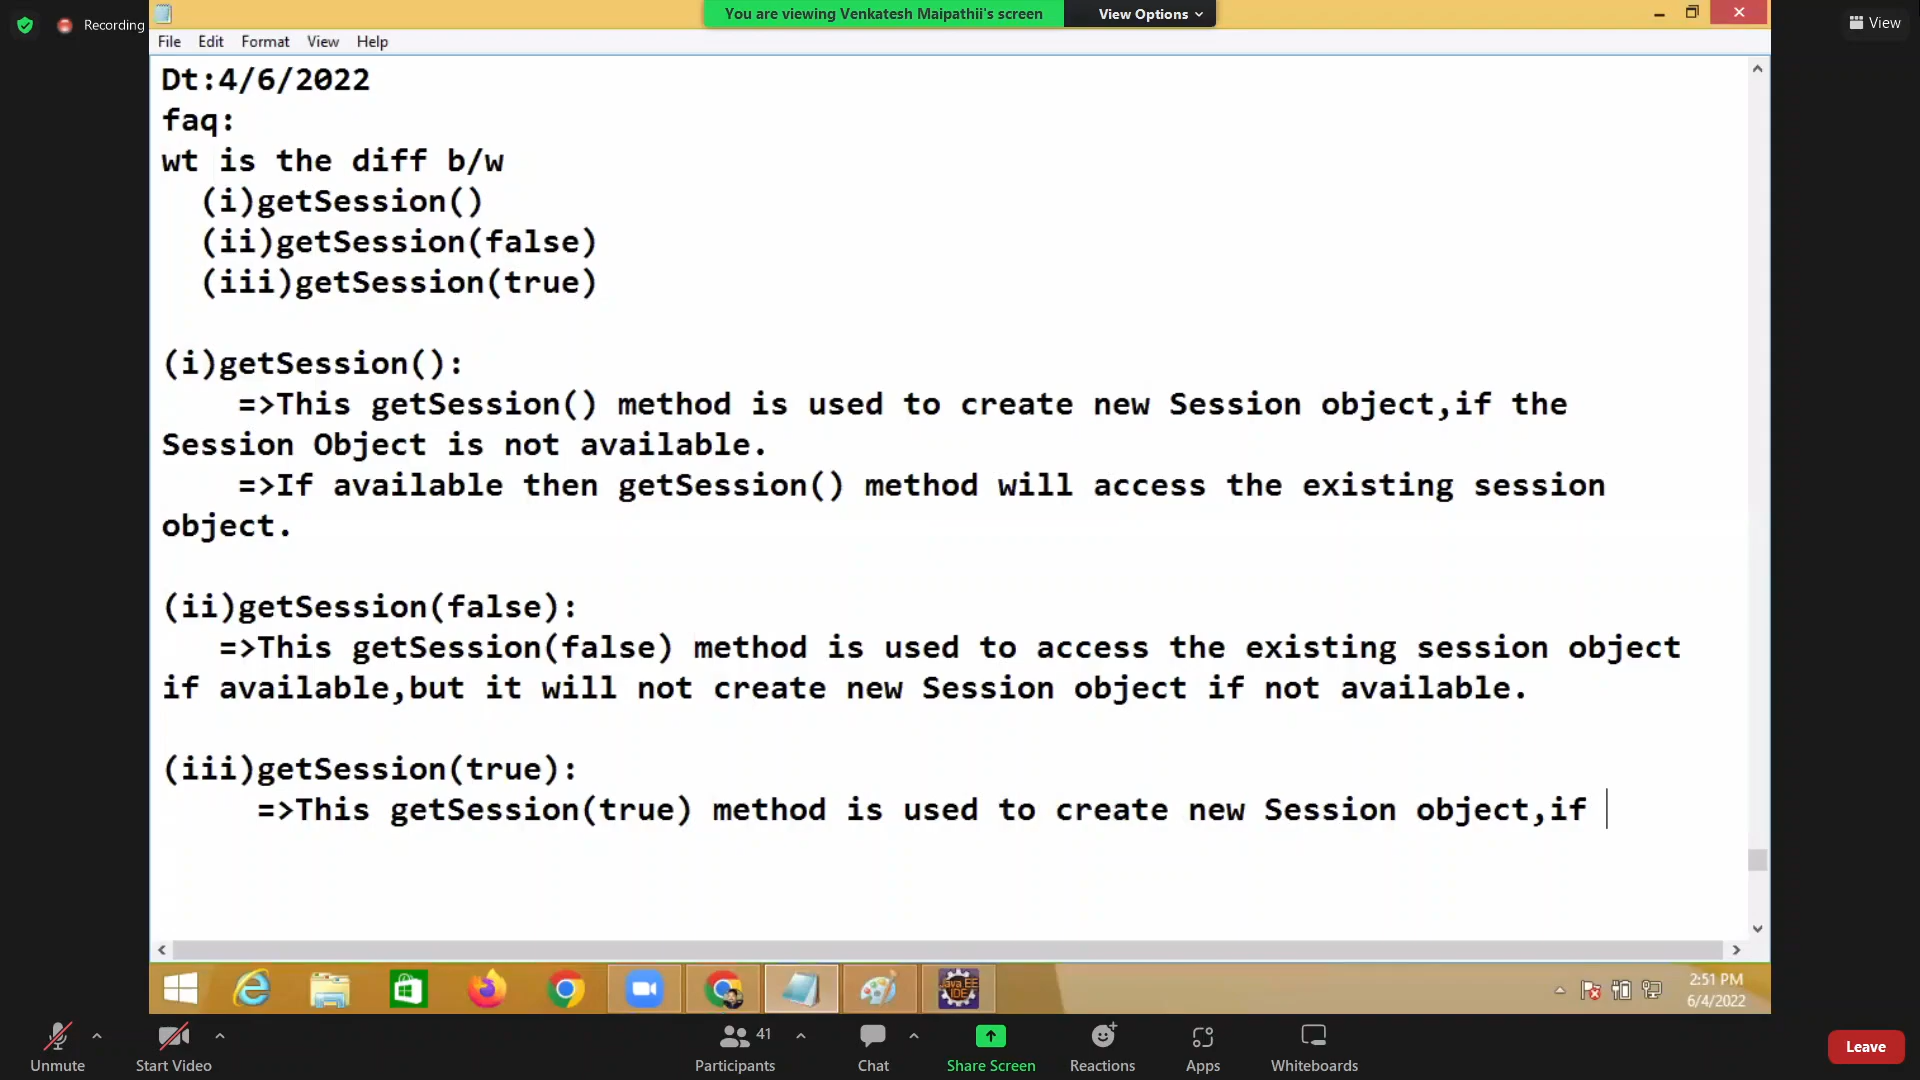 Recording
You are viewing Venkatesh Maipathii's screen
View Options
View
File Edit Format View Help
Dt:4/6/2022
faq:
wt is the diff b/w
(i)getSession()
(ii)getSession(false)
(iii)getSession(true)
(i)getSession():
=>This getSession() method is used to create new Session object,if the
Session Object is not available.
=>If available then getSession() method will access the existing session
object.
(ii)getSession(false):
=>This getSession(false) method is used to access the existing session object
if available,but it will not create new Session object if not available.
(iii)getSession(true):
=>This getSession(true) method is used to create new Session object,if
Java EE
IDE
2:51 PM
6/4/2022
Unmute
Start Video
41
Participants
Chat
Share Screen
Reactions
Apps
Whiteboards
Leave